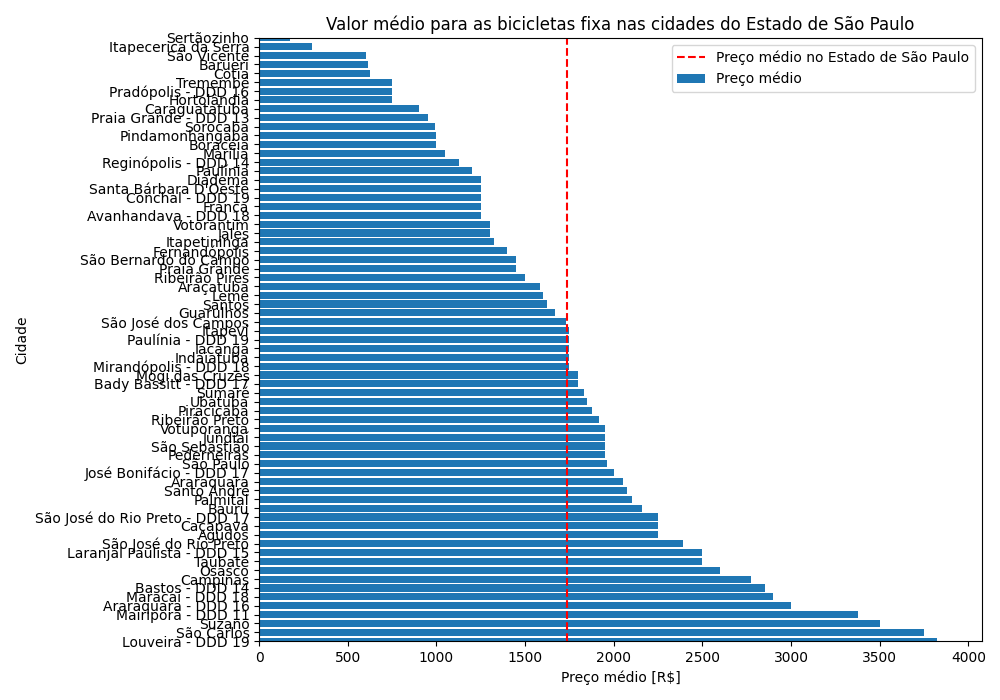 Valor médio para as bicicletas fixa nas cidades do Estado de São Paulo
Preço médio no Estado de São Paulo
Preço médio
Cidade
Sertãozinho
Itapecerica da Serra
São Vicente
Barueri
Cotia
Tremembé
Pradópolis - DDD 16
Hortolândia
Caraguatatuba
Praia Grande - DDD 13
Sorocaba
Pindamonhangaba
Boracéia
Marília
Reginópolis - DDD 14
Paulínia
Diadema
Santa Bárbara D'Oeste
Conchal - DDD 19
Franca
Avanhandava - DDD 18
Votorantim
Jales
Itapetininga
Fernandópolis
São Bernardo do Campo
Praia Grande
Ribeirão Pires
Araçatuba
Leme
Santos
Guarulhos
São José dos Campos
Itapevi
Paulínia - DDD 19
Iacanga
Indaiatuba
Mirandópolis - DDD 18
Mogi das Cruzes
Bady Bassitt - DDD 17
Sumaré
Ubatuba
Piracicaba
Ribeirão Preto
Votuporanga
Jundiaí
São Sebastião
Pederneiras
São Paulo
José Bonifácio - DDD 17
Araraquara
Santo André
Palmital
Bauru
São José do Rio Preto - DDD 17
Caçapava
Agudos
São José do Rio Preto
Laranjal Paulista - DDD 15
Taubaté
Osasco
Campinas
Bastos - DDD 14
Maracaí - DDD 18
Araraquara - DDD 16
Mairiporã - DDD 11
Suzano
São Carlos
Louveira - DDD 19
0 500 1000 1500 2000 2500 3000 3500 4000
Preço médio [R$]